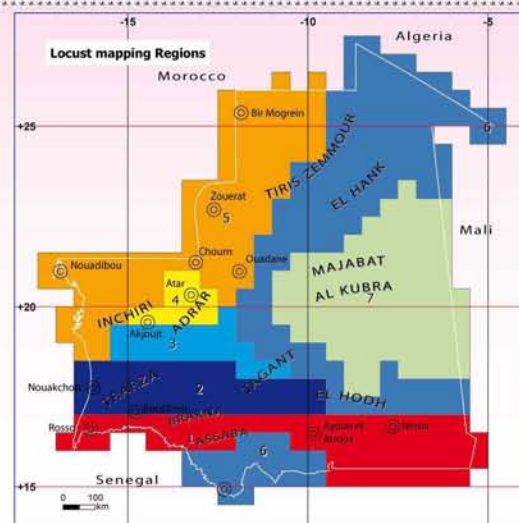 -15
-10
-5
Locust mapping Regions
Algeria
Morocco
+25
Bir Mogrein
6
TIRIS ZEMMOUR
EL HANK
Zouerat
5
Mali
Choum
Ouadane
Nouadibou
MAJABAT
AL KUBRA
7
Atar
4
+20
INCHIRI
ADRAR
Akjoujt
3
TAGANT
Nouakchott
TRARZA
2
EL HODH
BRAKNA
Rosso
1
ASSABA
Nema
6
Senegal
+15
0 100
km